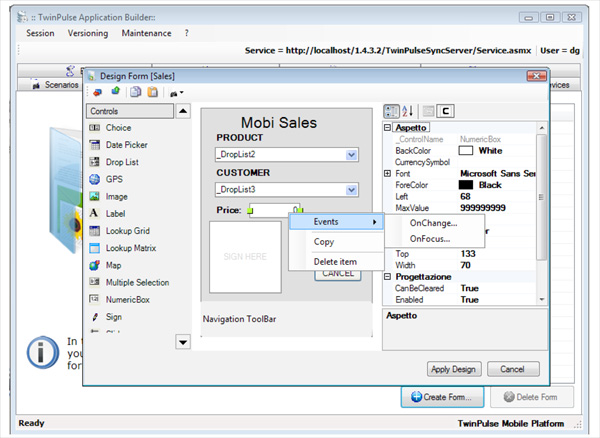 :: TwinPulse Application Builder::
Session Versioning Maintenance ?
Service = http://localhost/1.4.3.2/TwinPulseSyncServer/Service.asmx User = dg
Scenarios
Design Form [Sales]
Controls
Choice
Date Picker
Drop List
GPS
Image
Label
Lookup Grid
Lookup Matrix
Map
Multiple Selection
NumericBox
Sign
Mobi Sales
PRODUCT
_DropList2
CUSTOMER
_DropList3
Price: 0
SIGN HERE
CANCEL
Navigation ToolBar
Events
Copy
Delete item
OnChange...
OnFocus...
Aspetto
_ControlName NumericBox
BackColor White
CurrencySymbol
Font Microsoft Sans Ser
ForeColor Black
Left 68
MaxValue 999999999
Top 133
Width 70
Progettazione
CanBeCleared True
Enabled True
Aspetto
Apply Design Cancel
In t
you
for
Create Form... Delete Form
Ready TwinPulse Mobile Platform